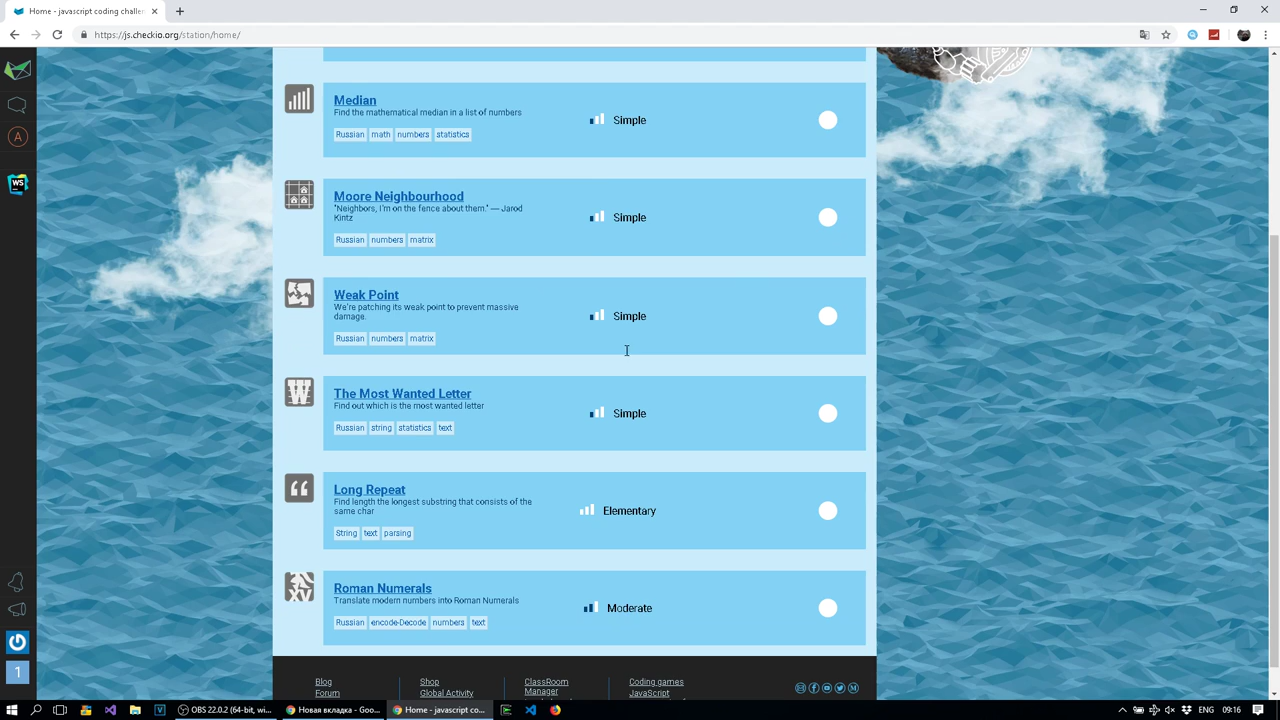 Home - javascript coding challen
https://js.checkio.org/station/home/
A
WS
Median
Find the mathematical median in a list of numbers
Simple
Russian math numbers statistics
Moore Neighbourhood
"Neighbors, I'm on the fence about them." — Jarod
Kintz
Simple
Russian numbers matrix
Weak Point
We're patching its weak point to prevent massive
damage.
Simple
Russian numbers matrix
W
The Most Wanted Letter
Find out which is the most wanted letter
Simple
Russian string statistics text
Long Repeat
Find length the longest substring that consists of the
same char
Elementary
String text parsing
XV
Roman Numerals
Translate modern numbers into Roman Numerals
Moderate
Russian encode-Decode numbers text
1
Blog Shop ClassRoom Coding games
Forum Global Activity Manager JavaScript
OBS 22.0.2 (64-bit, wi...
Новая вкладка - Goo...
Home - javascript co...
ENG 09:16